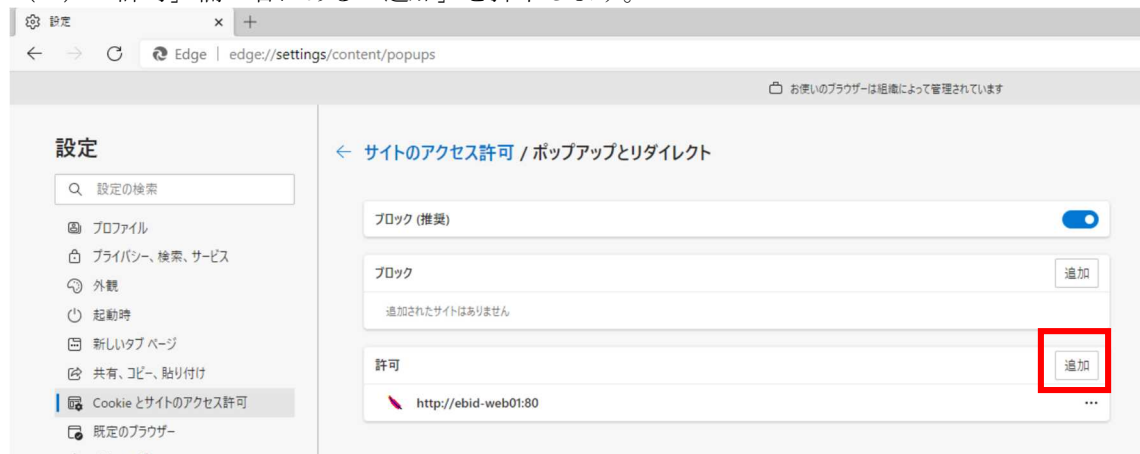 設定
Edge | edge://settings/content/popups
お使いのブラウザーは組織によって管理されています
設定
サイトのアクセス許可 / ポップアップとリダイレクト
設定の検索
ブロック (推奨)
プロファイル
プライバシー、検索、サービス
ブロック
追加
外観
追加されたサイトはありません
起動時
新しいタブ ページ
許可
追加
共有、コピー、貼り付け
Cookie とサイトのアクセス許可
http://ebid-web01:80
既定のブラウザー